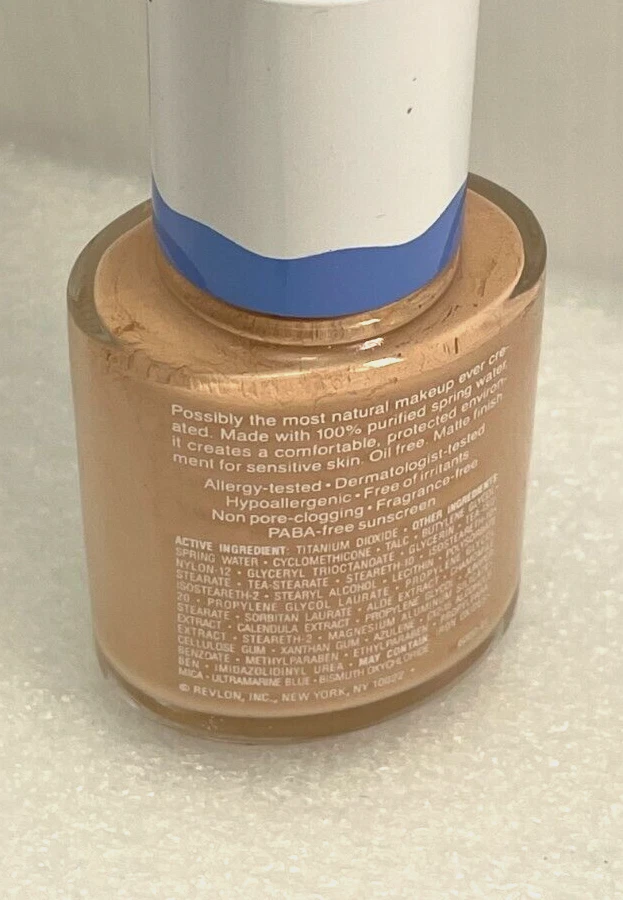 Possibly the most natural makeup ever cre-
ated. Made with 100% purified spring water,
it creates a comfortable, protected environ-
ment for sensitive skin. Oil free. Matte finish.
Allergy-tested • Dermatologist-tested
Hypoallergenic • Free of irritants
Non pore-clogging • Fragrance-free
PABA-free sunscreen
ACTIVE INGREDIENT: TITANIUM DIOXIDE • OTHER INGREDIENTS
SPRING WATER • CYCLOMETHICONE • TALC • BUTYLENE GLYCOL
NYLON-12 • GLYCERYL TRIOCTANOATE • GLYCERIN •
STEARATE • TEA-STEARATE • STEARETH-10 •
ISOSTEARETH-2 • STEARYL ALCOHOL • LECITHIN • POLYSORBATE
20 • PROPYLENE GLYCOL LAURATE • PROPYLENE
STEARATE • SORBITAN LAURATE • ALOE EXTRACT •
EXTRACT • CALENDULA EXTRACT • PROPYLENE GLYCOL
EXTRACT • STEARETH-2 • MAGNESIUM ALUMINUM
CELLULOSE GUM • XANTHAN GUM • AZULENE •
BENZOATE • METHYLPARABEN • ETHYLPARABEN •
BEN • IMIDAZOLIDINYL UREA • MAY CONTAIN IRON OXIDES
MICA • ULTRAMARINE BLUE • BISMUTH OXYCHLORIDE
© REVLON, INC., NEW YORK, NY 10022